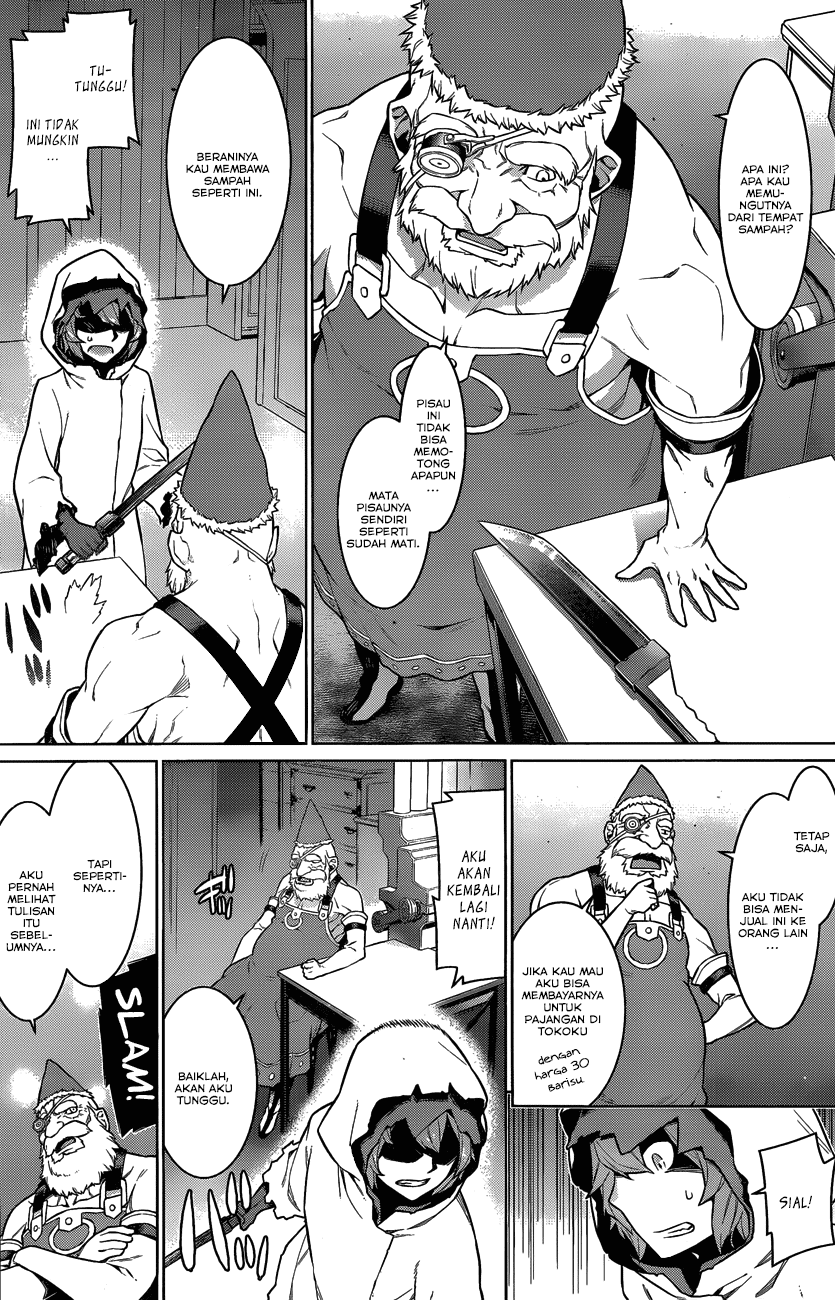 APA INI?
APA KAU
MEMU-
NGUTNYA
DARI TEMPAT
SAMPAH?
PISAU
INI
TIDAK
BISA
MEMO-
TONG
APAPUN
...
MATA
PISAUNYA
SENDIRI
SEPERTI
SUDAH MATI.
BERANINYA
KAU MEMBAWA
SAMPAH
SEPERTI INI.
TU-
TUNGGU!
INI TIDAK
MUNGKIN
...
TETAP
SAJA,
AKU TIDAK
BISA MEN-
JUAL INI KE
ORANG LAIN
...
JIKA KAU MAU
AKU BISA
MEMBAYARNYA
UNTUK
PAJANGAN DI
TOKOKU
dengan
harga 30
barisu.
SIAL!
AKU
AKAN
KEMBALI
LAGI
NANTI!
BAIKLAH,
AKAN AKU
TUNGGU.
TAPI
SEPERTI-
NYA...
AKU
PERNAH
MELIHAT
TULISAN
ITU
SEBEL-
UMNYA...
SLAM!